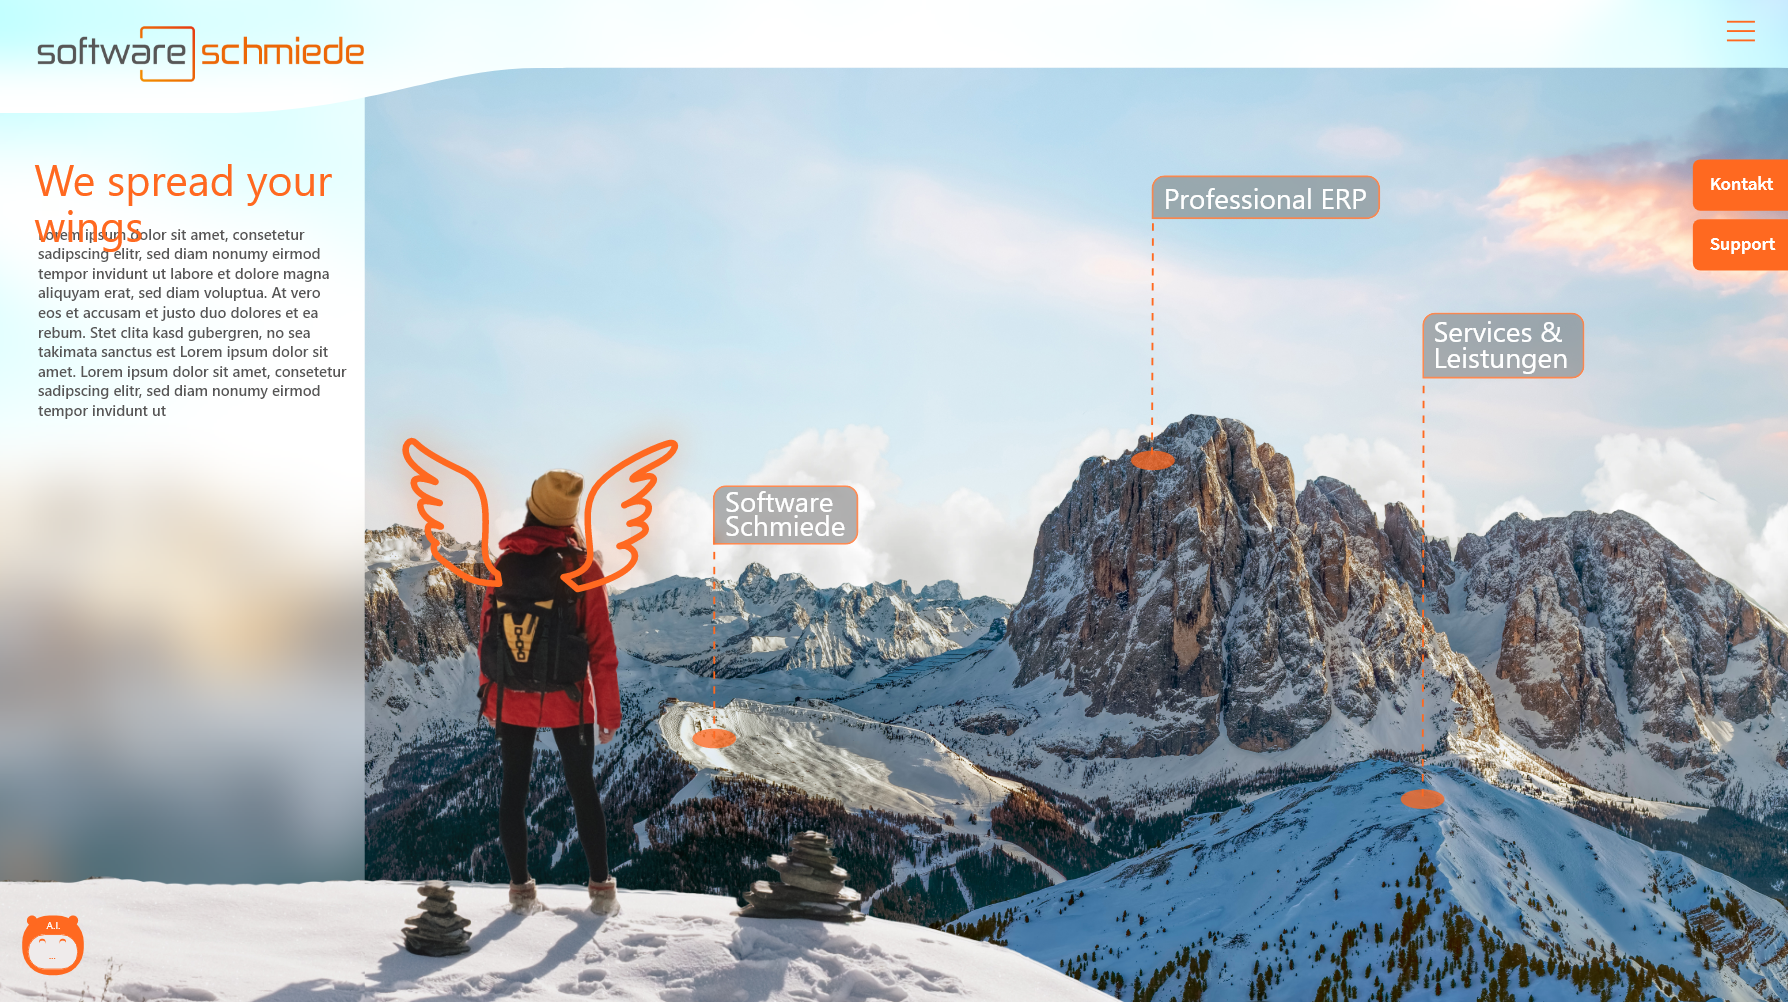 software schmiede
Kontakt
Support
We spread your
wings
Lorem ipsum dolor sit amet, consetetur
sadipscing elitr, sed diam nonumy eirmod
tempor invidunt ut labore et dolore magna
aliquyam erat, sed diam voluptua. At vero
eos et accusam et justo duo dolores et ea
rebum. Stet clita kasd gubergren, no sea
takimata sanctus est Lorem ipsum dolor sit
amet. Lorem ipsum dolor sit amet, consetetur
sadipscing elitr, sed diam nonumy eirmod
tempor invidunt ut
Professional ERP
Services &
Leistungen
Software
Schmiede
A.I.